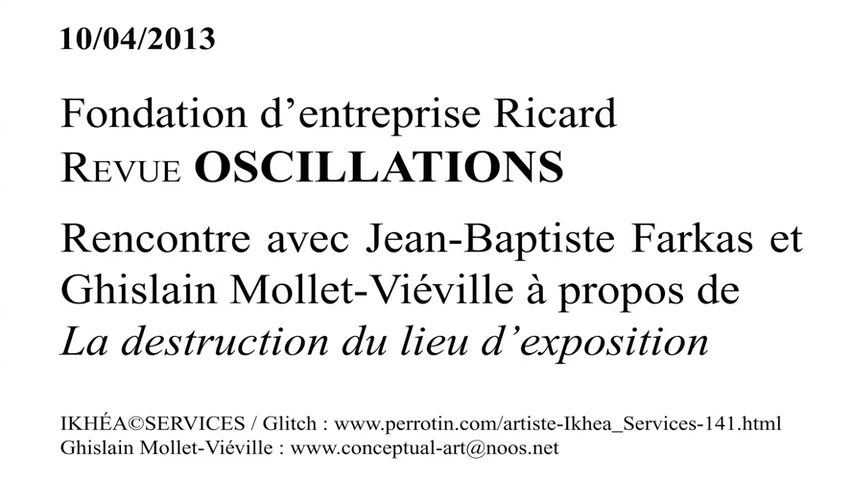 10/04/2013
Fondation d’entreprise Ricard
REVUE OSCILLATIONS
Rencontre avec Jean-Baptiste Farkas et
Ghislain Mollet-Viéville à propos de
La destruction du lieu d’exposition
IKHÉA©SERVICES / Glitch : www.perrotin.com/artiste-Ikhea_Services-141.html
Ghislain Mollet-Viéville : www.conceptual-art@noos.net